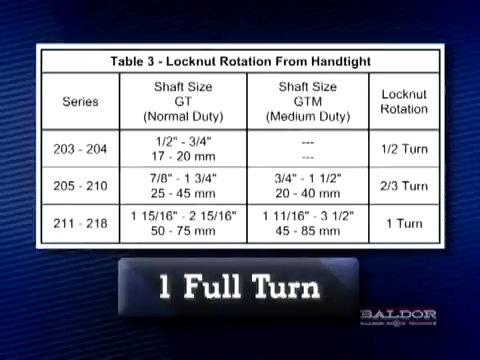 Table 3 - Locknut Rotation From Handtight
Series
Shaft Size
GT
(Normal Duty)
Shaft Size
GTM
(Medium Duty)
Locknut
Rotation
203 - 204
1/2" - 3/4"
17 - 20 mm
---
---
1/2 Turn
205 - 210
7/8" - 1 3/4"
25 - 45 mm
3/4" - 1 1/2"
20 - 40 mm
2/3 Turn
211 - 218
1 15/16" - 2 15/16"
50 - 75 mm
1 11/16" - 3 1/2"
45 - 85 mm
1 Turn
1 Full Turn
BALDOR